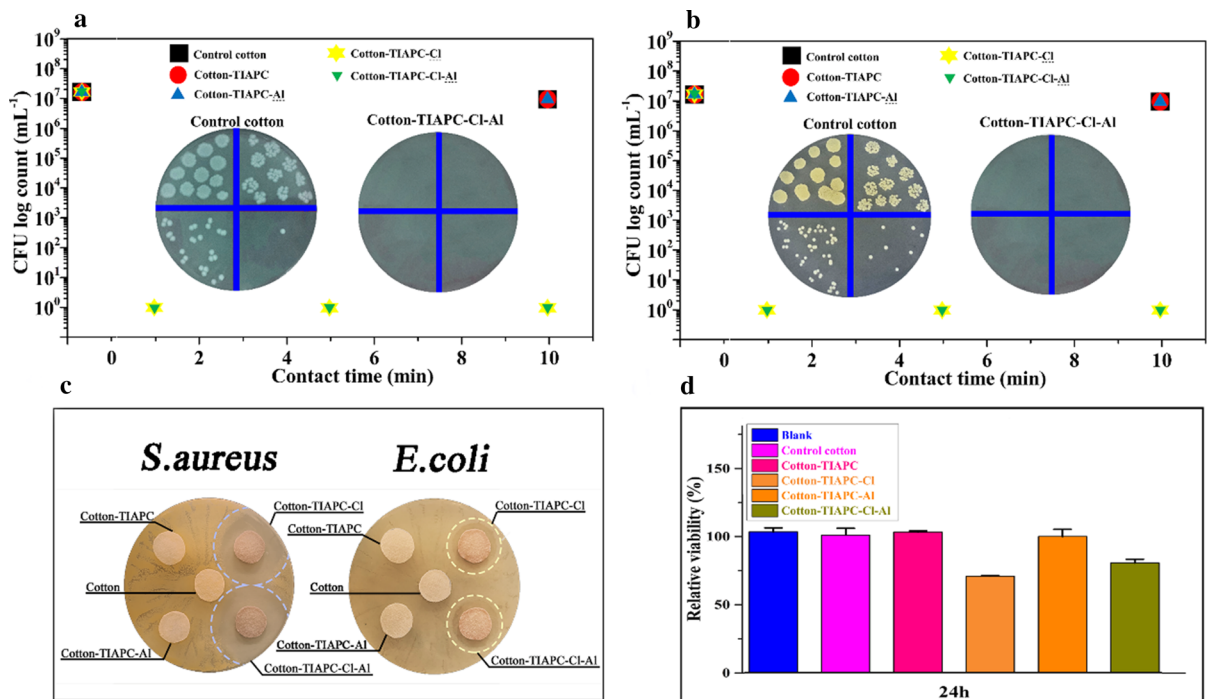 a
10⁹
10⁸
10⁷
10⁶
10⁵
10⁴
10³
10²
10¹
10⁰
CFU log count (mL⁻¹)
Control cotton
Cotton-TIAPC
Cotton-TIAPC-Al
Cotton-TIAPC-Cl
Cotton-TIAPC-Cl-Al
Control cotton
Cotton-TIAPC-Cl-Al
0 2 4 6 8 10
Contact time (min)
b
10⁹
10⁸
10⁷
10⁶
10⁵
10⁴
10³
10²
10¹
10⁰
CFU log count (mL⁻¹)
Control cotton
Cotton-TIAPC
Cotton-TIAPC-Al
Cotton-TIAPC-Cl
Cotton-TIAPC-Cl-Al
Control cotton
Cotton-TIAPC-Cl-Al
0 2 4 6 8 10
Contact time (min)
c
S.aureus
E.coli
Cotton-TIAPC
Cotton-TIAPC-Cl
Cotton
Cotton-TIAPC-Al
Cotton-TIAPC-Cl-Al
Cotton-TIAPC-Cl
Cotton-TIAPC
Cotton
Cotton-TIAPC-Al
Cotton-TIAPC-Cl-Al
d
Blank
Control cotton
Cotton-TIAPC
Cotton-TIAPC-Cl
Cotton-TIAPC-Al
Cotton-TIAPC-Cl-Al
Relative viability (%)
150
100
50
0
24h